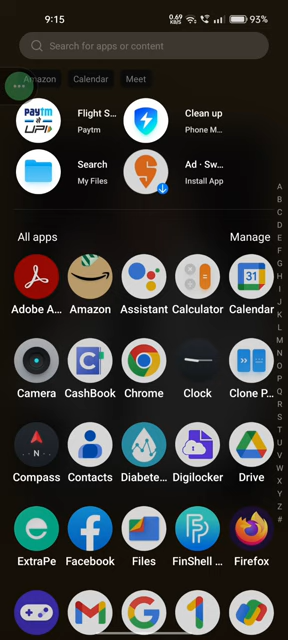 9:15 0.69 KB/s 93%
Search for apps or content
Amazon Calendar Meet
Flight S... Clean up
Paytm Phone M...
Search Ad · Sw...
My Files Install App
All apps Manage
Adobe A... Amazon Assistant Calculator Calendar
Camera CashBook Chrome Clock Clone P...
Compass Contacts Diabete... Digilocker Drive
ExtraPe Facebook Files FinShell ... Firefox
A
B
C
D
E
F
G
H
I
J
K
L
M
N
O
P
Q
R
S
T
U
V
W
X
Y
Z
#
paytm
UPI
31
N